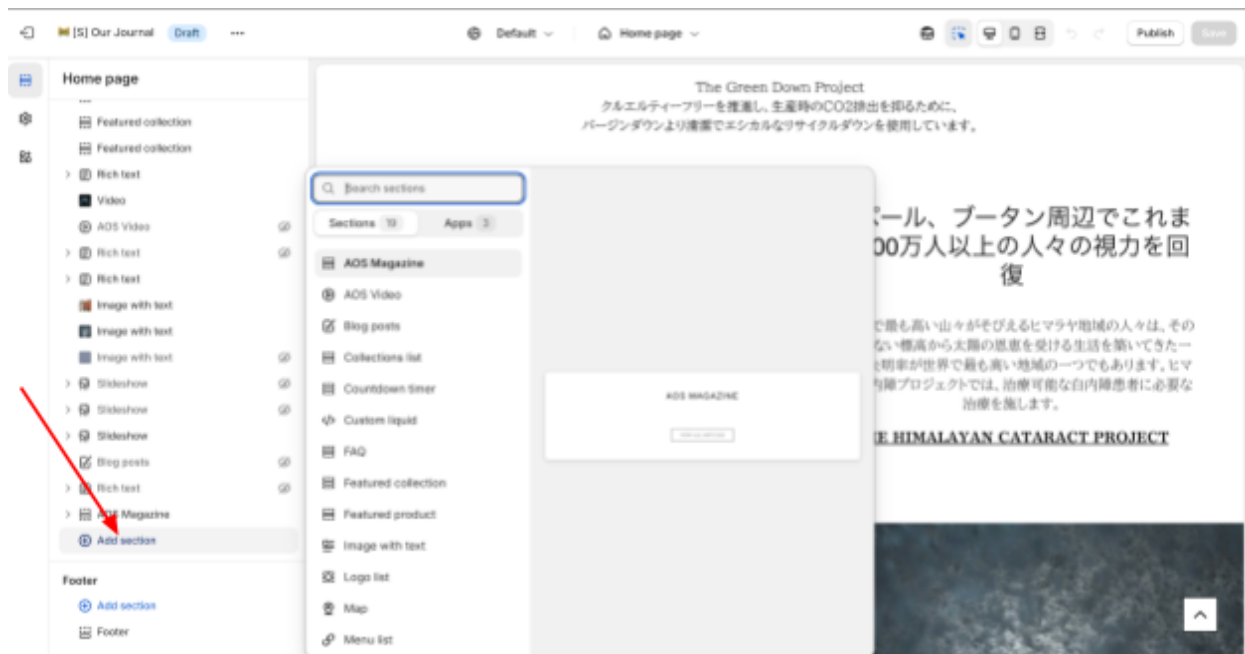 [S] Our Journal Draft ...
Default
Home page
Publish
Save
Home page
Featured collection
Featured collection
Rich text
Video
AOS Video
Rich text
Rich text
Image with text
Image with text
Image with text
Slideshow
Slideshow
Slideshow
Blog posts
Rich text
AOS Magazine
Add section
Footer
Add section
Footer
Search sections
Sections 19
Apps 3
AOS Magazine
AOS Video
Blog posts
Collections list
Countdown timer
Custom liquid
FAQ
Featured collection
Featured product
Image with text
Logo list
Map
Menu list
AOS MAGAZINE
The Green Down Project
クルエルティーフリーを推進し、生産時のCO2排出を抑るために、
バージンダウンより清潔でエシカルなリサイクルダウンを使用しています。
パール、ブータン周辺でこれま
00万人以上の人々の視力を回
復
で最も高い山々がそびえるヒマラヤ地域の人々は、その
ない標高から太陽の恩恵を受ける生活を築いてきた一
明率が世界で最も高い地域の一つでもあります。ヒマ
内障プロジェクトでは、治療可能な白内障患者に必要な
治療を施します。
E HIMALAYAN CATARACT PROJECT